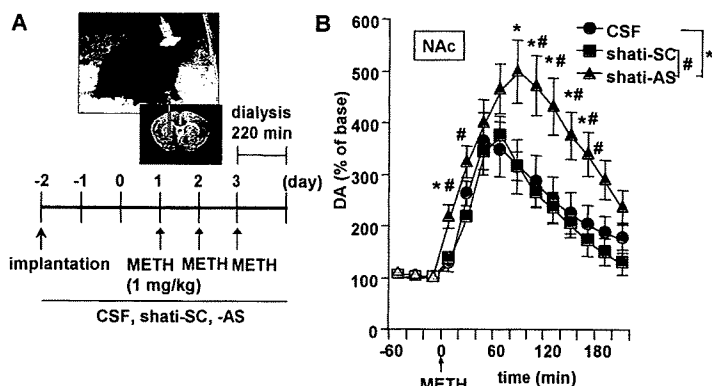 A
dialysis
220 min
-2 -1 0 1 2 3 (day)
implantation METH METH METH
(1 mg/kg)
CSF, shati-SC, -AS
B
NAc
CSF
shati-SC
shati-AS
#
*
* *# *# *# *# *# #
*# #
DA (% of base)
600
500
400
300
200
100
0
-60 0 60 120 180
METH
time (min)